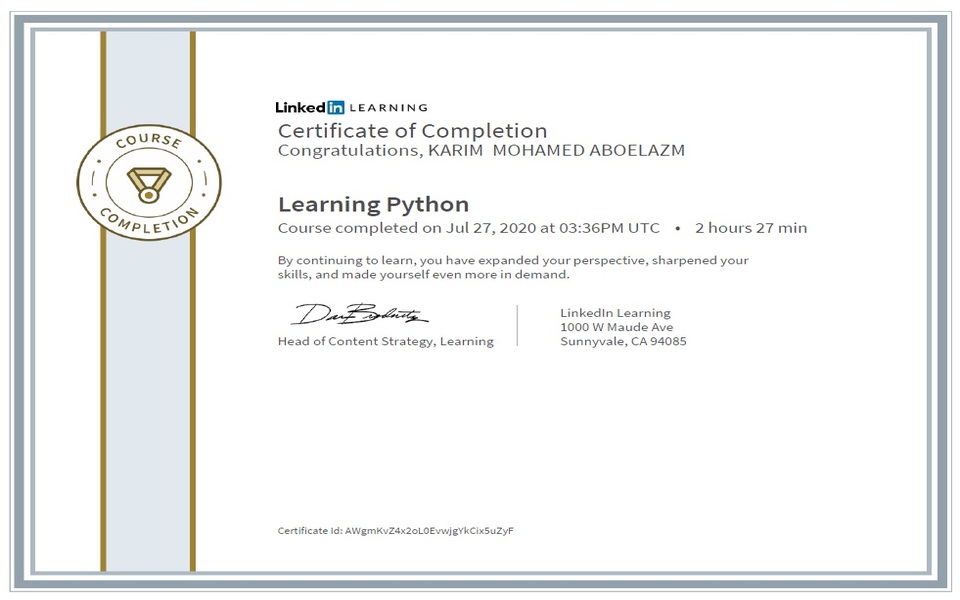 COURSE
COMPLETION
Linkedin LEARNING
Certificate of Completion
Congratulations, KARIM MOHAMED ABOELAZM
Learning Python
Course completed on Jul 27, 2020 at 03:36PM UTC • 2 hours 27 min
By continuing to learn, you have expanded your perspective, sharpened your
skills, and made yourself even more in demand.
Head of Content Strategy, Learning
LinkedIn Learning
1000 W Maude Ave
Sunnyvale, CA 94085
Certificate Id: AWgmKvZ4x2oL0EvwjgYkCix5uZyF